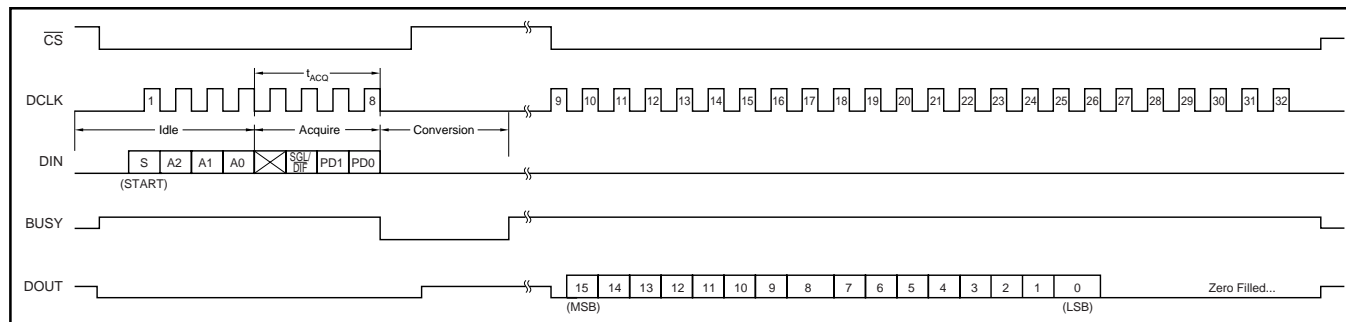 CS
t_ACQ
DCLK 1 8 9 10 11 12 13 14 15 16 17 18 19 20 21 22 23 24 25 26 27 28 29 30 31 32
Idle Acquire Conversion
DIN S A2 A1 A0 SGL/DIF PD1 PD0
(START)
BUSY
DOUT 15 14 13 12 11 10 9 8 7 6 5 4 3 2 1 0 Zero Filled...
(MSB) (LSB)